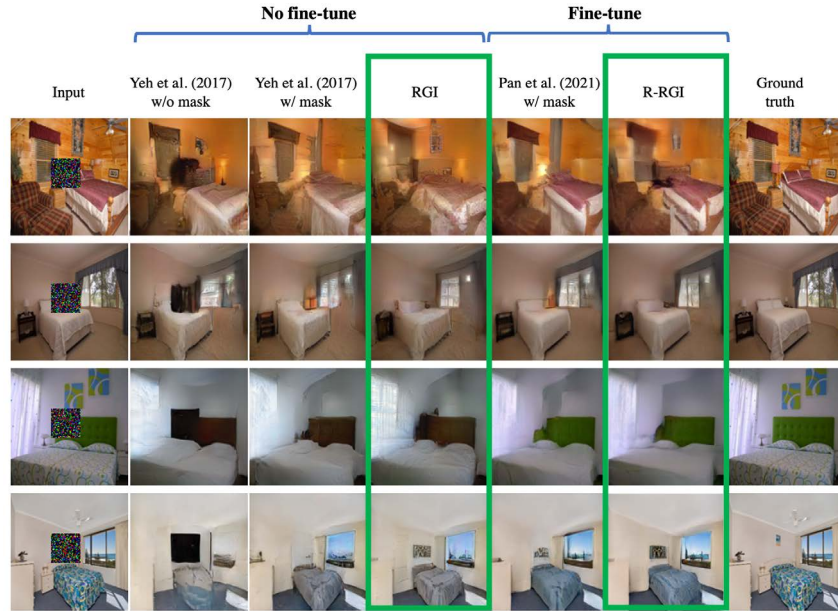 No fine-tune
Fine-tune
Input
Yeh et al. (2017)
w/o mask
Yeh et al. (2017)
w/ mask
RGI
Pan et al. (2021)
w/ mask
R-RGI
Ground
truth